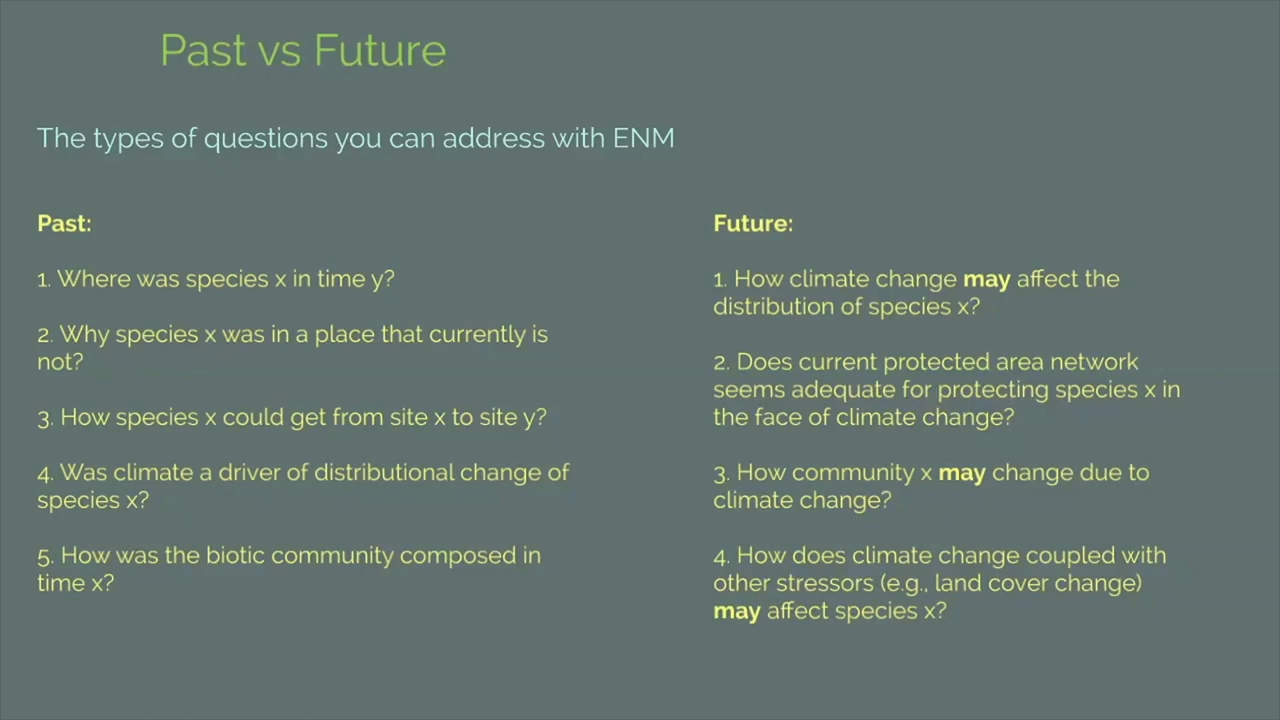 Past vs Future
The types of questions you can address with ENM
Past:
1. Where was species x in time y?
2. Why species x was in a place that currently is
not?
3. How species x could get from site x to site y?
4. Was climate a driver of distributional change of
species x?
5. How was the biotic community composed in
time x?
Future:
1. How climate change may affect the
distribution of species x?
2. Does current protected area network
seems adequate for protecting species x in
the face of climate change?
3. How community x may change due to
climate change?
4. How does climate change coupled with
other stressors (e.g., land cover change)
may affect species x?